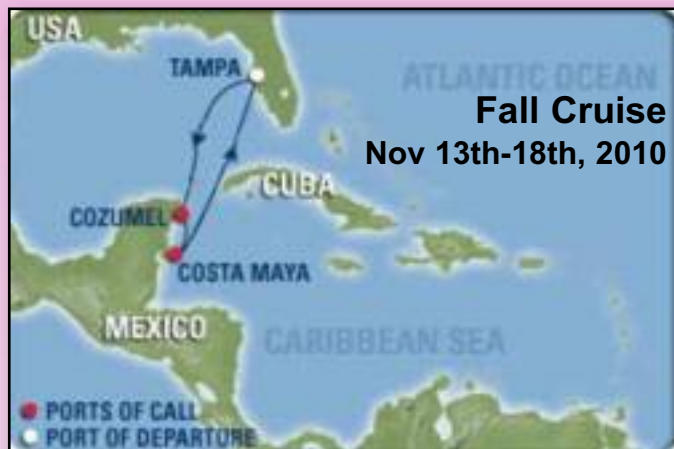 USA
TAMPA
ATLANTIC OCEAN
Fall Cruise
Nov 13th-18th, 2010
CUBA
COZUMEL
COSTA MAYA
MEXICO
CARIBBEAN SEA
PORTS OF CALL
PORT OF DEPARTURE